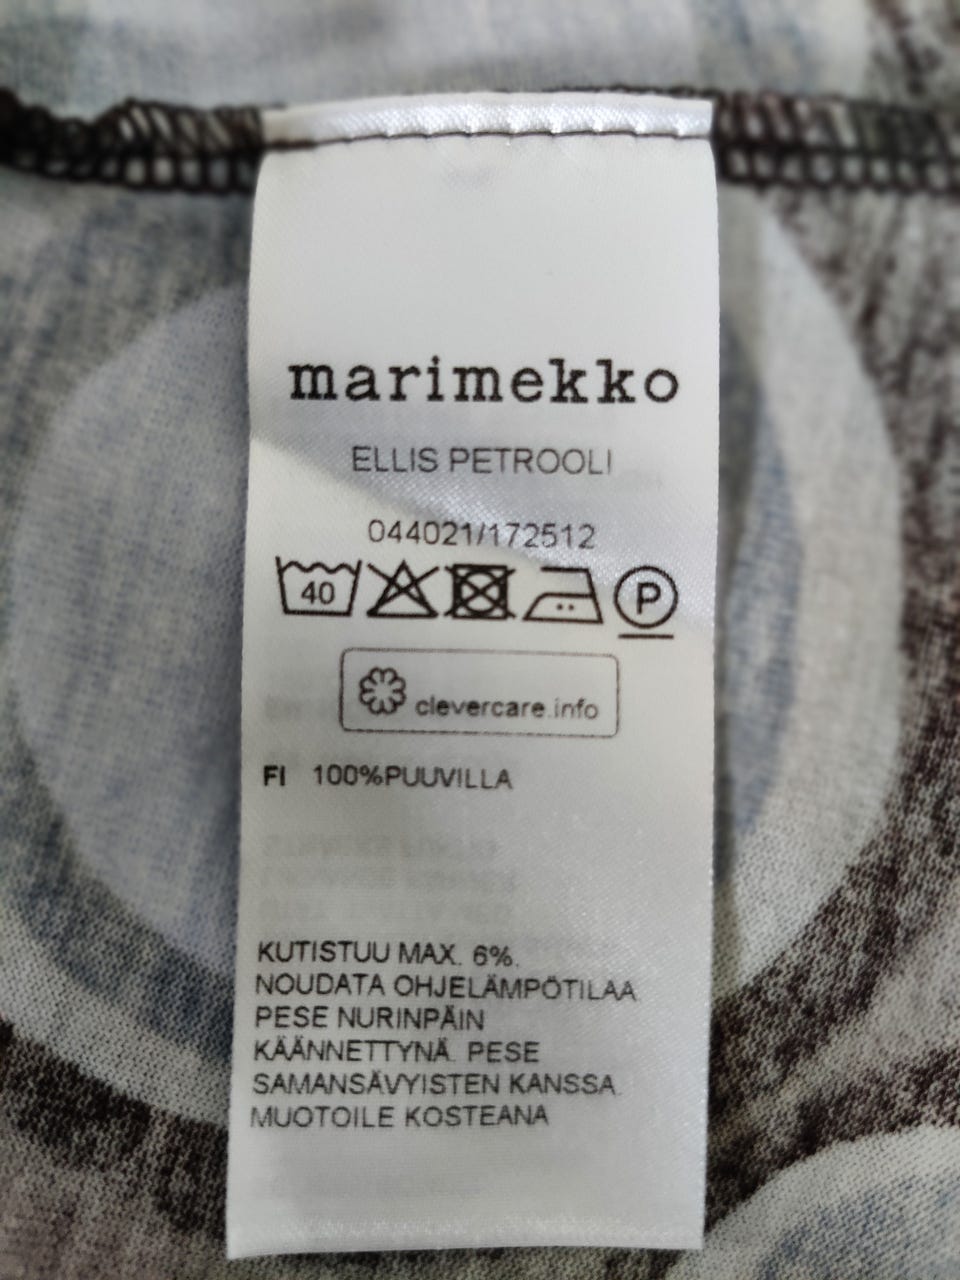 marimekko
ELLIS PETROOLI
044021/172512
40 P
clevercare.info
FI 100%PUUVILLA
KUTISTUU MAX. 6%.
NOUDATA OHJELÄMPÖTILAA.
PESE NURINPÄIN
KÄÄNNETTYNÄ. PESE
SAMANSÄVYISTEN KANSSA.
MUOTOILE KOSTEANA